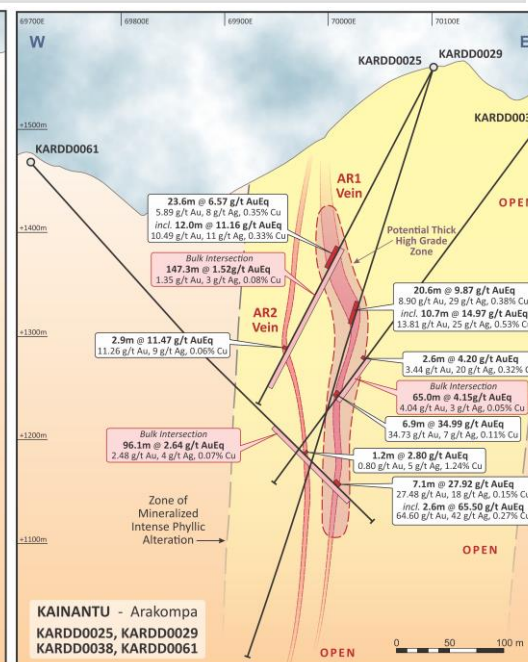 69700E
69800E
69900E
70000E
70100E
W
E
KARDD0029
KARDD0025
KARDD0061
+1500m
+1400m
+1300m
+1200m
+1100m
OPEN
AR1
Vein
23.6m @ 6.57 g/t AuEq
5.89 g/t Au, 8 g/t Ag, 0.35% Cu
incl. 12.0m @ 11.16 g/t AuEq
10.49 g/t Au, 11 g/t Ag, 0.33% Cu
Potential Thick
High Grade
Zone
Bulk Intersection
147.3m @ 1.52g/t AuEq
1.35 g/t Au, 3 g/t Ag, 0.08% Cu
20.6m @ 9.87 g/t AuEq
8.90 g/t Au, 29 g/t Ag, 0.38% Cu
incl. 10.7m @ 14.97 g/t AuEq
13.81 g/t Au, 25 g/t Ag, 0.53% Cu
AR2
Vein
2.9m @ 11.47 g/t AuEq
11.26 g/t Au, 9 g/t Ag, 0.06% Cu
2.6m @ 4.20 g/t AuEq
3.44 g/t Au, 20 g/t Ag, 0.32% Cu
Bulk Intersection
65.0m @ 4.15g/t AuEq
4.04 g/t Au, 3 g/t Ag, 0.05% Cu
6.9m @ 34.99 g/t AuEq
34.73 g/t Au, 7 g/t Ag, 0.11% Cu
Bulk Intersection
96.1m @ 2.64 g/t AuEq
2.48 g/t Au, 4 g/t Ag, 0.07% Cu
1.2m @ 2.80 g/t AuEq
0.80 g/t Au, 5 g/t Ag, 1.24% Cu
7.1m @ 27.92 g/t AuEq
27.48 g/t Au, 18 g/t Ag, 0.15% Cu
incl. 2.6m @ 65.50 g/t AuEq
64.60 g/t Au, 42 g/t Ag, 0.27% Cu
Zone of
Mineralized
Intense Phyllic
Alteration
OPEN
KAINANTU - Arakompa
KARDD0025, KARDD0029
KARDD0038, KARDD0061
OPEN
0 50 100 m